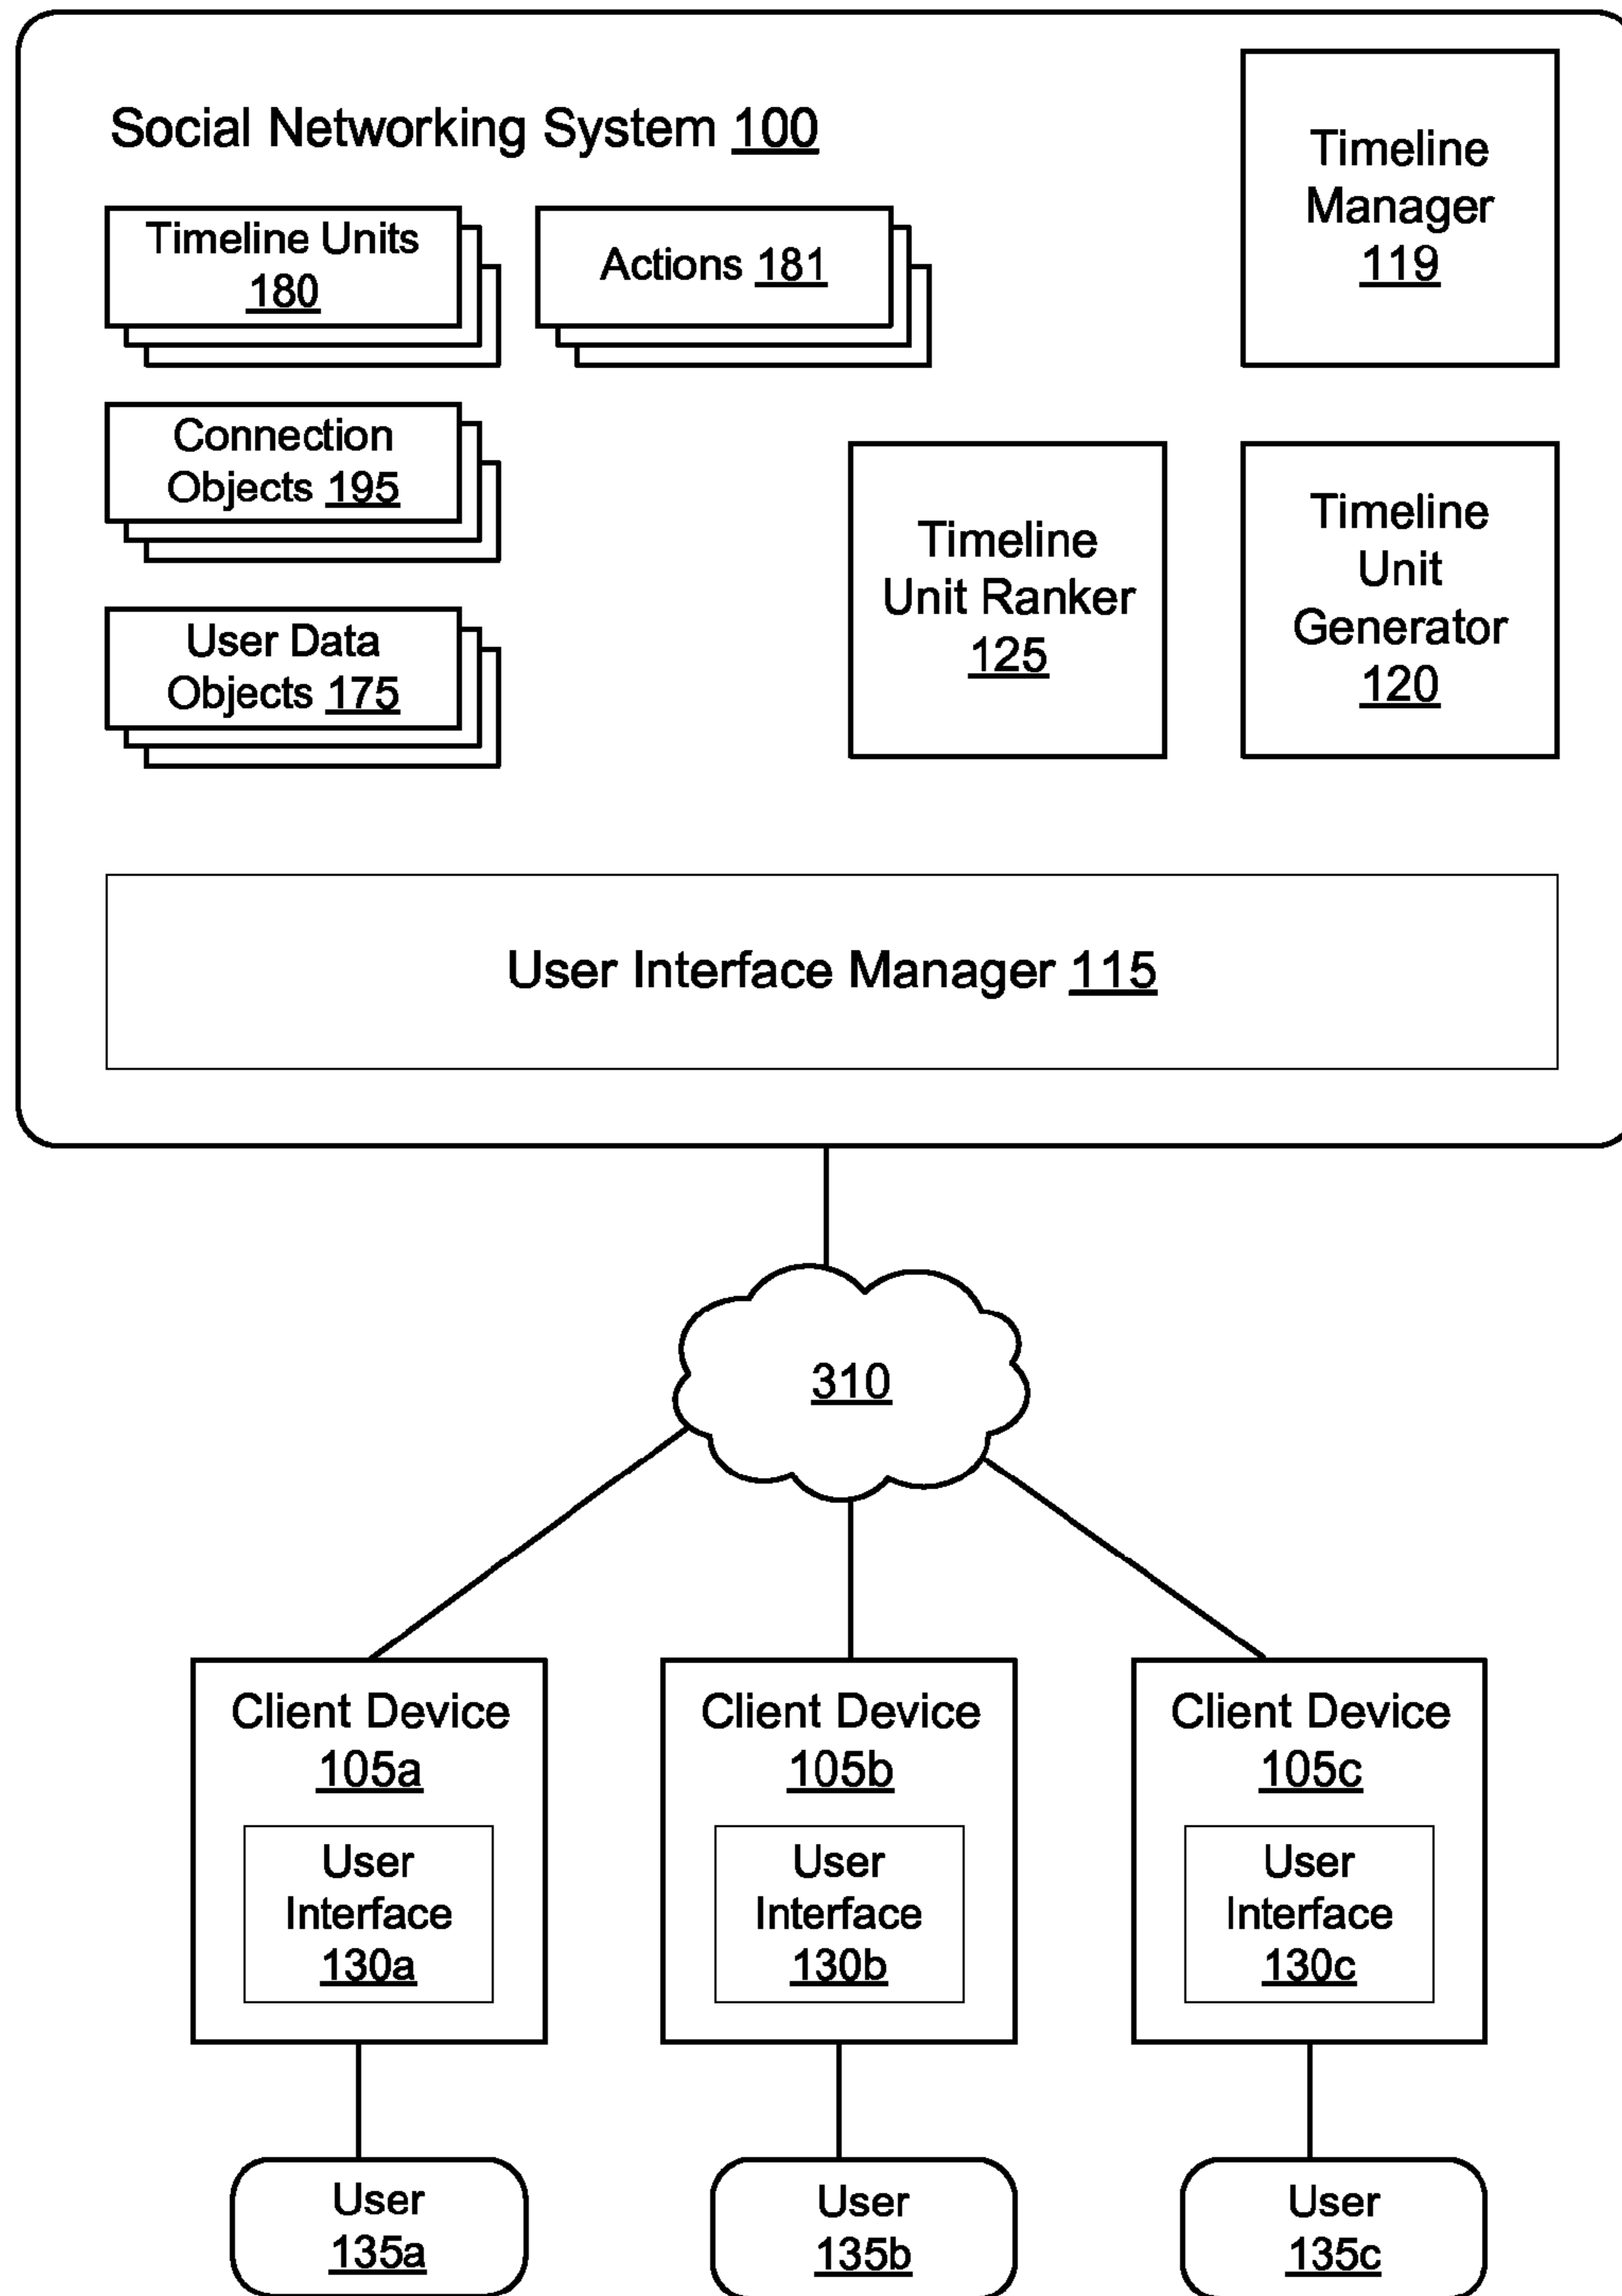 Social Networking System 100
Timeline
Manager
119
Timeline Units
180
Actions 181
Connection
Objects 195
User Data
Objects 175
Timeline
Unit Ranker
125
Timeline
Unit
Generator
120
User Interface Manager 115
310
Client Device
105a
User
Interface
130a
Client Device
105b
User
Interface
130b
Client Device
105c
User
Interface
130c
User
135a
User
135b
User
135c